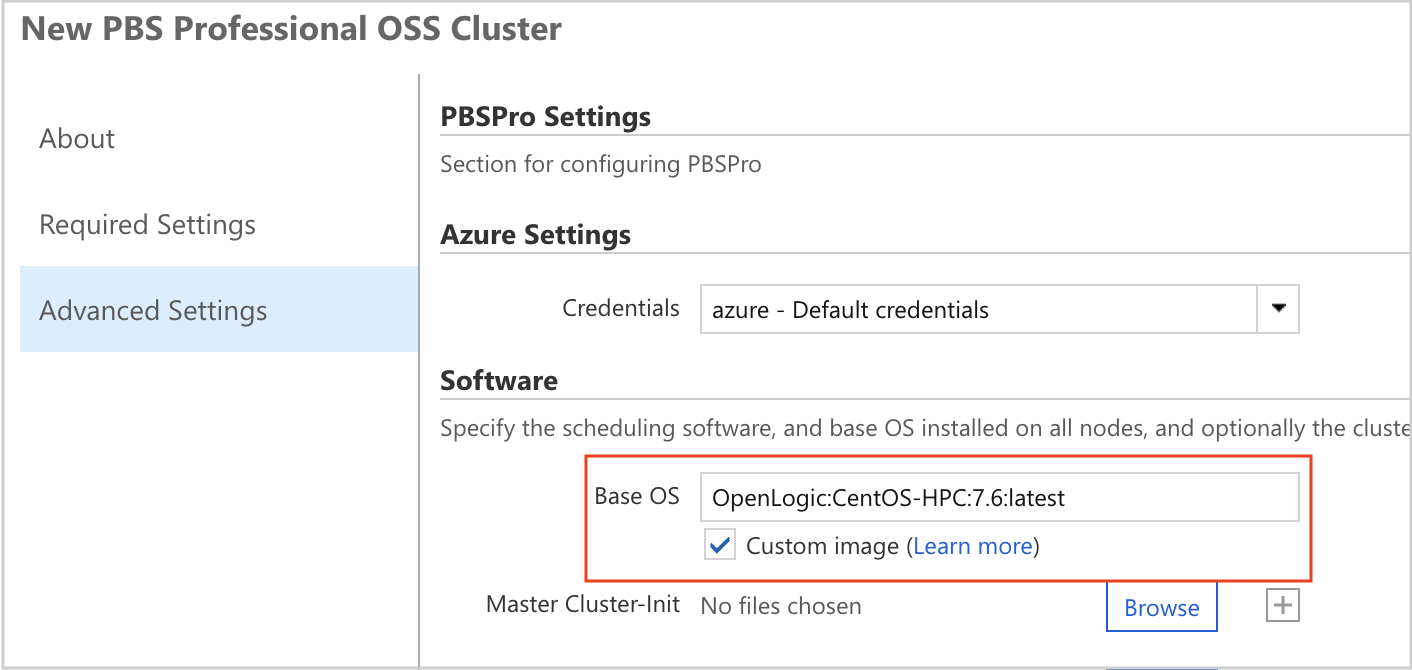 New PBS Professional OSS Cluster
About
Required Settings
Advanced Settings
PBSPro Settings
Section for configuring PBSPro
Azure Settings
Credentials azure - Default credentials
Software
Specify the scheduling software, and base OS installed on all nodes, and optionally the cluste
Base OS OpenLogic:CentOS-HPC:7.6:latest
Custom image (Learn more)
Master Cluster-Init No files chosen Browse +